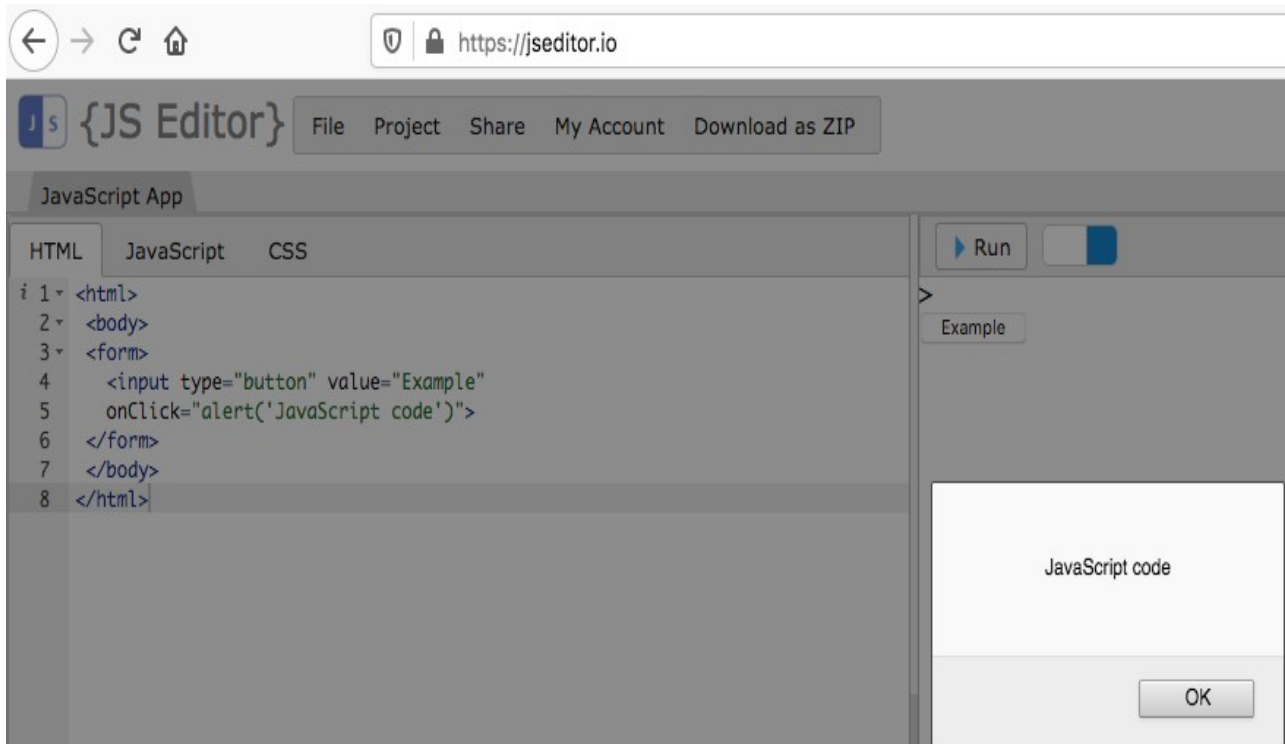 https://jseditor.io
JS {JS Editor} File Project Share My Account Download as ZIP
JavaScript App
HTML JavaScript CSS
Run
i 1 <html>
2 <body>
3 <form>
4 <input type="button" value="Example"
5 onClick="alert('JavaScript code')">
6 </form>
7 </body>
8 </html>
>
Example
JavaScript code
OK